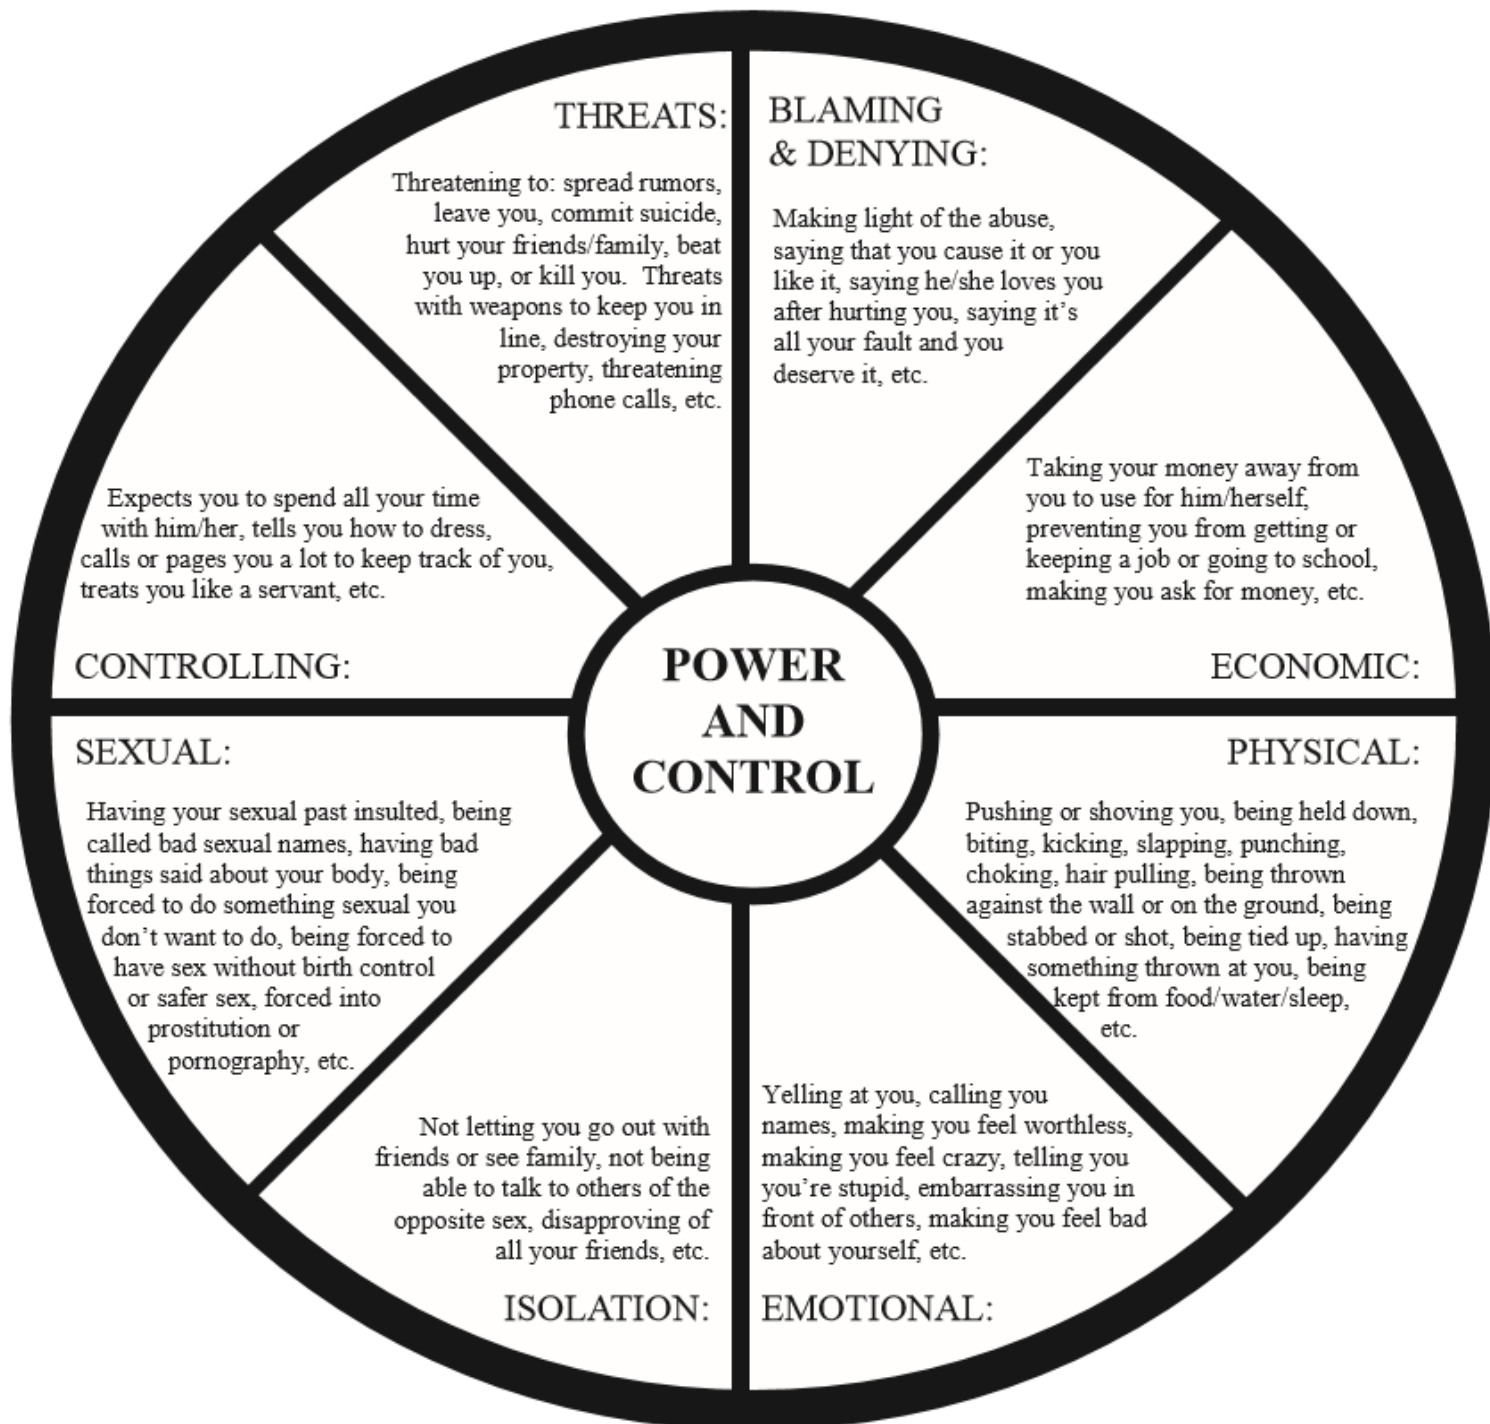 THREATS:
Threatening to: spread rumors,
leave you, commit suicide,
hurt your friends/family, beat
you up, or kill you.  Threats
with weapons to keep you in
line, destroying your
property, threatening
phone calls, etc.
BLAMING
& DENYING:
Making light of the abuse,
saying that you cause it or you
like it, saying he/she loves you
after hurting you, saying it's
all your fault and you
deserve it, etc.
Taking your money away from
you to use for him/herself,
preventing you from getting or
keeping a job or going to school,
making you ask for money, etc.
ECONOMIC:
PHYSICAL:
Pushing or shoving you, being held down,
biting, kicking, slapping, punching,
choking, hair pulling, being thrown
against the wall or on the ground, being
stabbed or shot, being tied up, having
something thrown at you, being
kept from food/water/sleep,
etc.
Yelling at you, calling you
names, making you feel worthless,
making you feel crazy, telling you
you're stupid, embarrassing you in
front of others, making you feel bad
about yourself, etc.
EMOTIONAL:
Not letting you go out with
friends or see family, not being
able to talk to others of the
opposite sex, disapproving of
all your friends, etc.
ISOLATION:
SEXUAL:
Having your sexual past insulted, being
called bad sexual names, having bad
things said about your body, being
forced to do something sexual you
don't want to do, being forced to
have sex without birth control
or safer sex, forced into
prostitution or
pornography, etc.
Expects you to spend all your time
with him/her, tells you how to dress,
calls or pages you a lot to keep track of you,
treats you like a servant, etc.
CONTROLLING:
POWER
AND
CONTROL